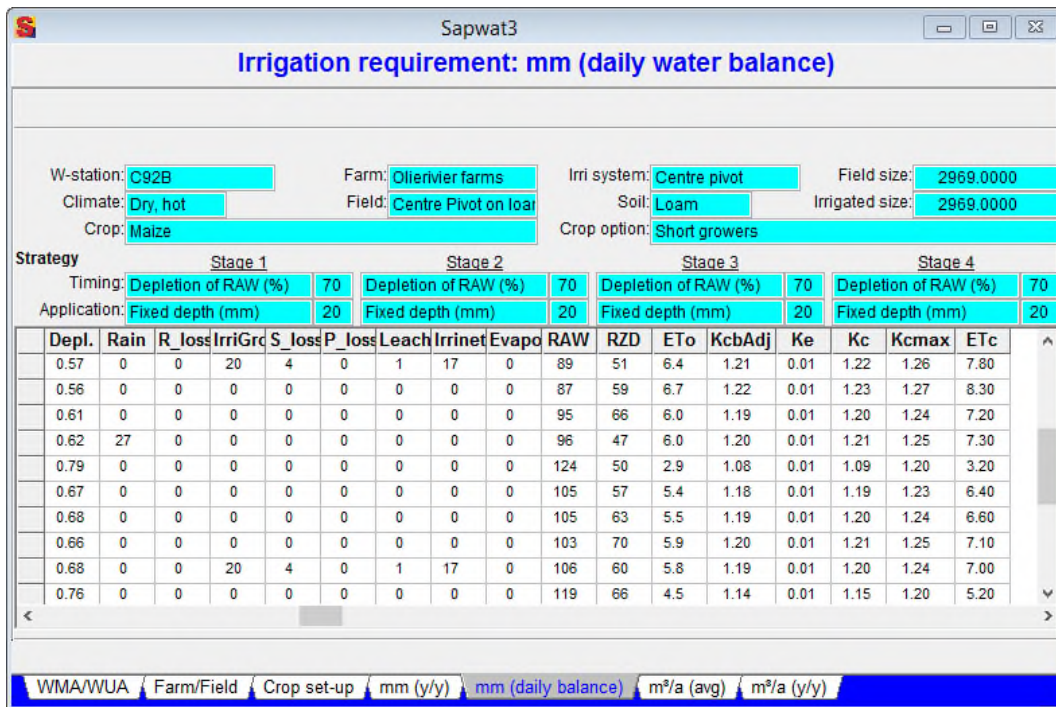 Sapwat3
Irrigation requirement: mm (daily water balance)
W-station: C92B Farm: Olierivier farms Irri system: Centre pivot Field size: 2969.0000
Climate: Dry, hot Field: Centre Pivot on loar Soil: Loam Irrigated size: 2969.0000
Crop: Maize Crop option: Short growers
Strategy Stage 1 Stage 2 Stage 3 Stage 4
Timing: Depletion of RAW (%) 70 Depletion of RAW (%) 70 Depletion of RAW (%) 70 Depletion of RAW (%) 70
Application: Fixed depth (mm) 20 Fixed depth (mm) 20 Fixed depth (mm) 20 Fixed depth (mm) 20
Depl. Rain R_loss IrriGro S_loss P_loss Leach Irrinet Evapo RAW RZD ETo KcbAdj Ke Kc Kcmax ETc
0.57 0 0 20 4 0 1 17 0 89 51 6.4 1.21 0.01 1.22 1.26 7.80
0.56 0 0 0 0 0 0 0 0 87 59 6.7 1.22 0.01 1.23 1.27 8.30
0.61 0 0 0 0 0 0 0 0 95 66 6.0 1.19 0.01 1.20 1.24 7.20
0.62 27 0 0 0 0 0 0 0 96 47 6.0 1.20 0.01 1.21 1.25 7.30
0.79 0 0 0 0 0 0 0 0 124 50 2.9 1.08 0.01 1.09 1.20 3.20
0.67 0 0 0 0 0 0 0 0 105 57 5.4 1.18 0.01 1.19 1.23 6.40
0.68 0 0 0 0 0 0 0 0 105 63 5.5 1.19 0.01 1.20 1.24 6.60
0.66 0 0 0 0 0 0 0 0 103 70 5.9 1.20 0.01 1.21 1.25 7.10
0.68 0 0 20 4 0 1 17 0 106 60 5.8 1.19 0.01 1.20 1.24 7.00
0.76 0 0 0 0 0 0 0 0 119 66 4.5 1.14 0.01 1.15 1.20 5.20
WMA/WUA Farm/Field Crop set-up mm (y/y) mm (daily balance) m³/a (avg) m³/a (y/y)